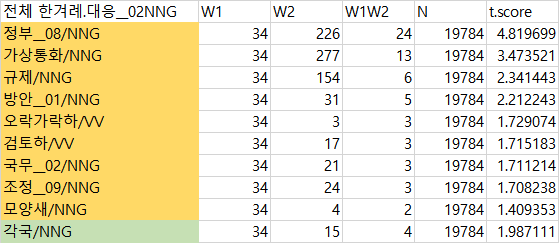 전체 한겨레.대응__02NNG W1 W2 W1W2 N t.score
정부__08/NNG 34 226 24 19784 4.819699
가상통화/NNG 34 277 13 19784 3.473521
규제/NNG 34 154 6 19784 2.341443
방안__01/NNG 34 31 5 19784 2.212243
오락가락하/VV 34 3 3 19784 1.729074
검토하/VV 34 17 3 19784 1.715183
국무__02/NNG 34 21 3 19784 1.711214
조정__09/NNG 34 24 3 19784 1.708238
모양새/NNG 34 4 2 19784 1.409353
각국/NNG 34 15 4 19784 1.987111